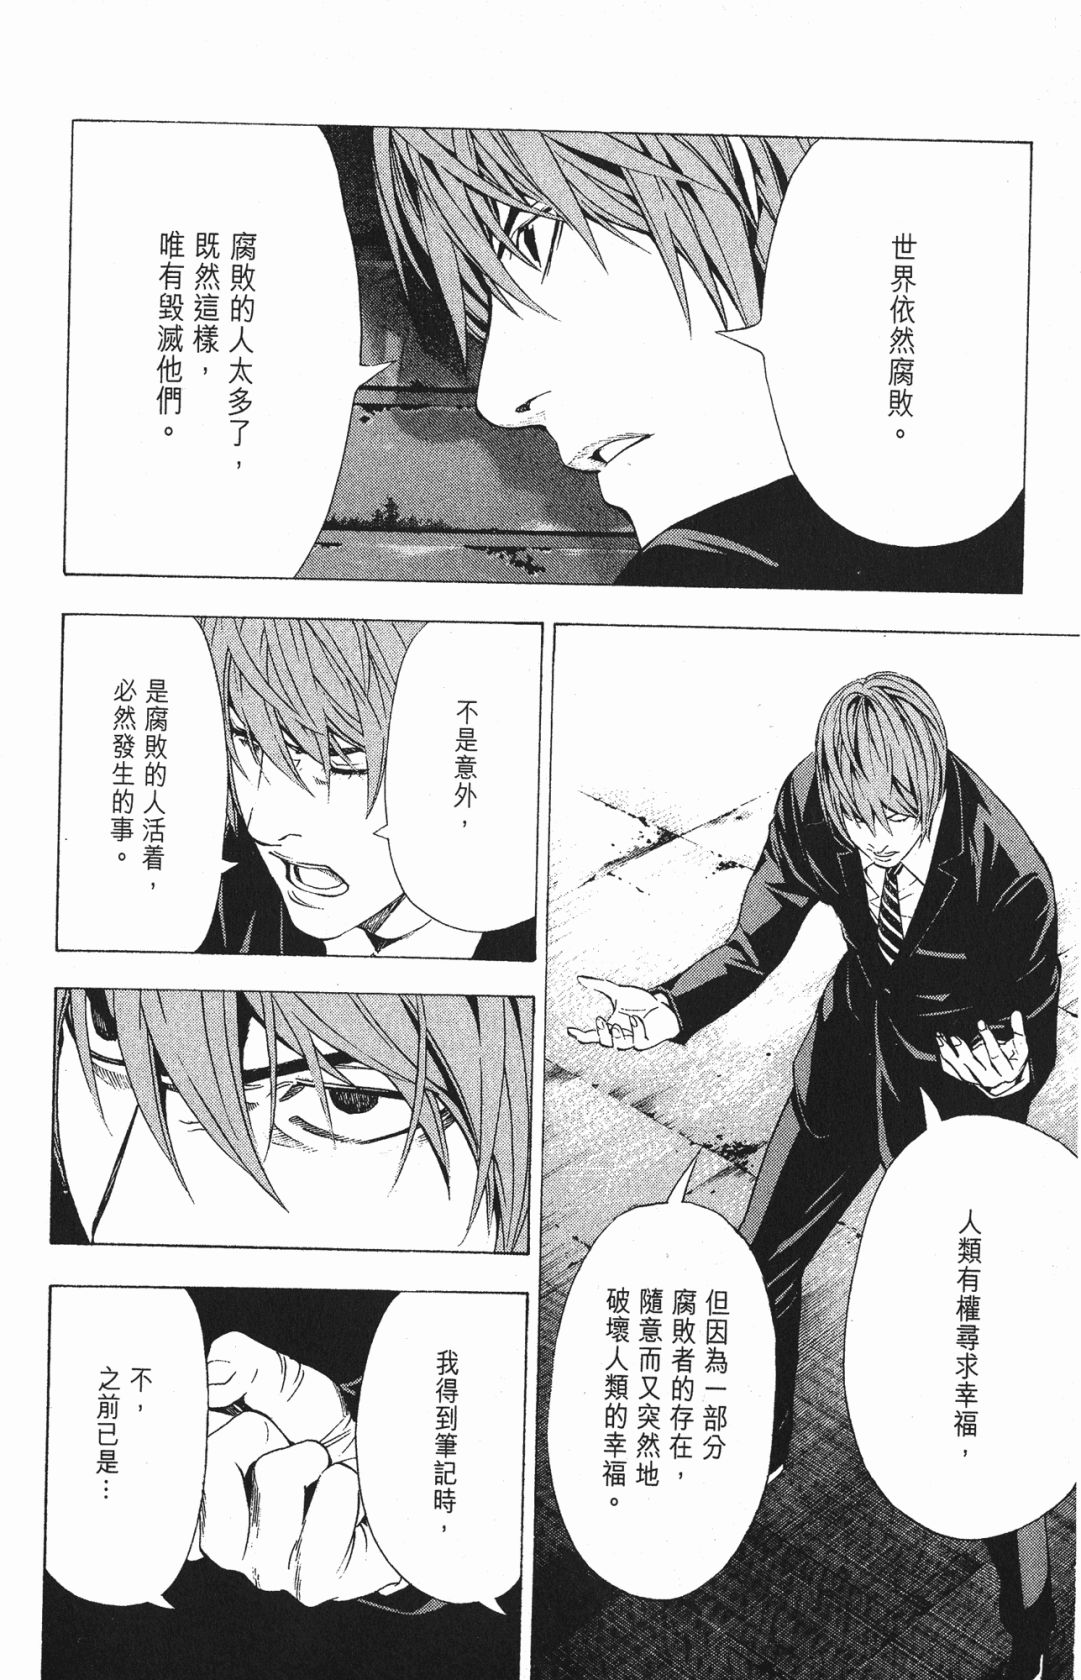 世界依然腐敗。
腐敗的人太多了，
既然這樣，
唯有毀滅他們。
人類有權尋求幸福，
但因為一部分
腐敗者的存在，
隨意而又突然地
破壞人類的幸福。
不是意外，
是腐敗的人活着，
必然發生的事。
我得到筆記時，
不，
之前已是…